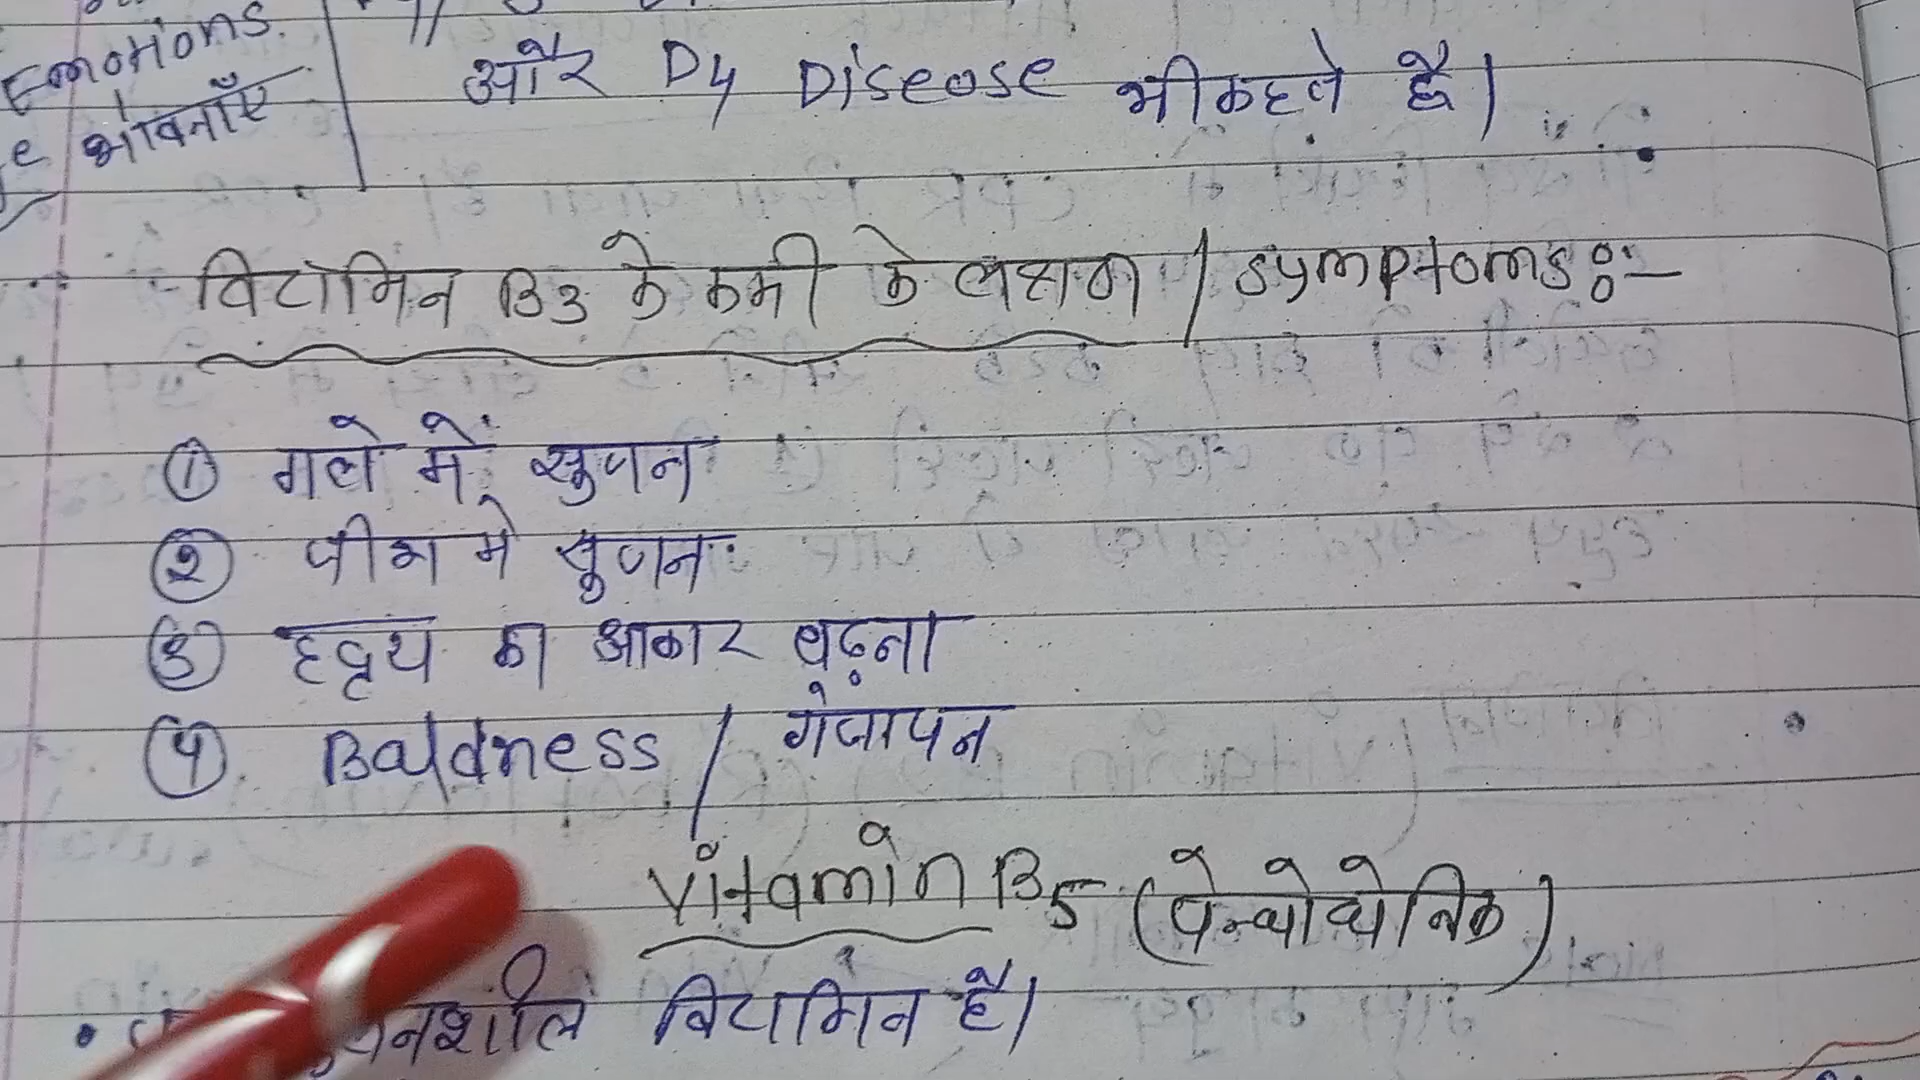 Emotions.
e भावनाएँ
और D4 Disease भी कहते है।
विटामिन B3 के कमी के लक्षण / Symptoms :-
① गले में सुजन
② जीभ मे सुजन
③ हृदय का आकार बढ़ना
④ Baldness / गंजापन
Vitamin B5 (पेन्थोथेनिक)
विटामिन है।